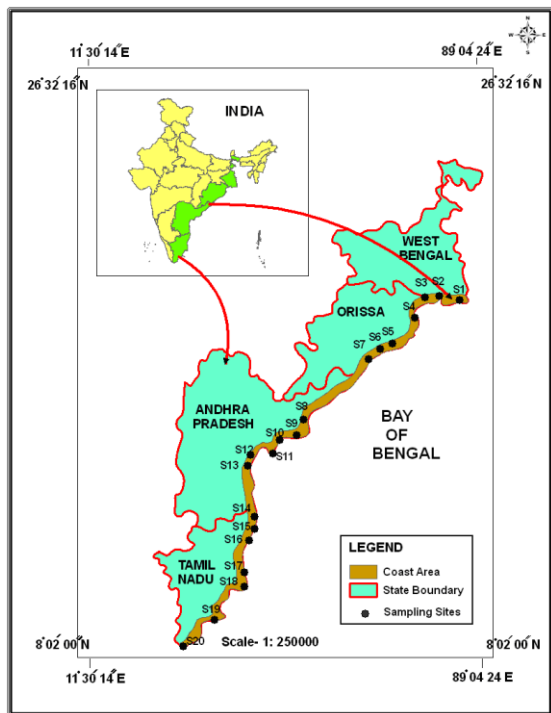 N
W E
S
11° 30' 14" E
89° 04' 24" E
26° 32' 16" N
26° 32' 16" N
INDIA
WEST
BENGAL
S3 S2 S1
S4
ORISSA
S5
S6
S7
ANDHRA
PRADESH
S8
S9
S10
S11
S12
S13
BAY
OF
BENGAL
S14
S15
S16
TAMIL
NADU
S17
S18
S19
S20
LEGEND
Coast Area
State Boundary
Sampling Sites
Scale- 1: 250000
8° 02' 00" N
8° 02' 00" N
11° 30' 14" E
89° 04' 24" E